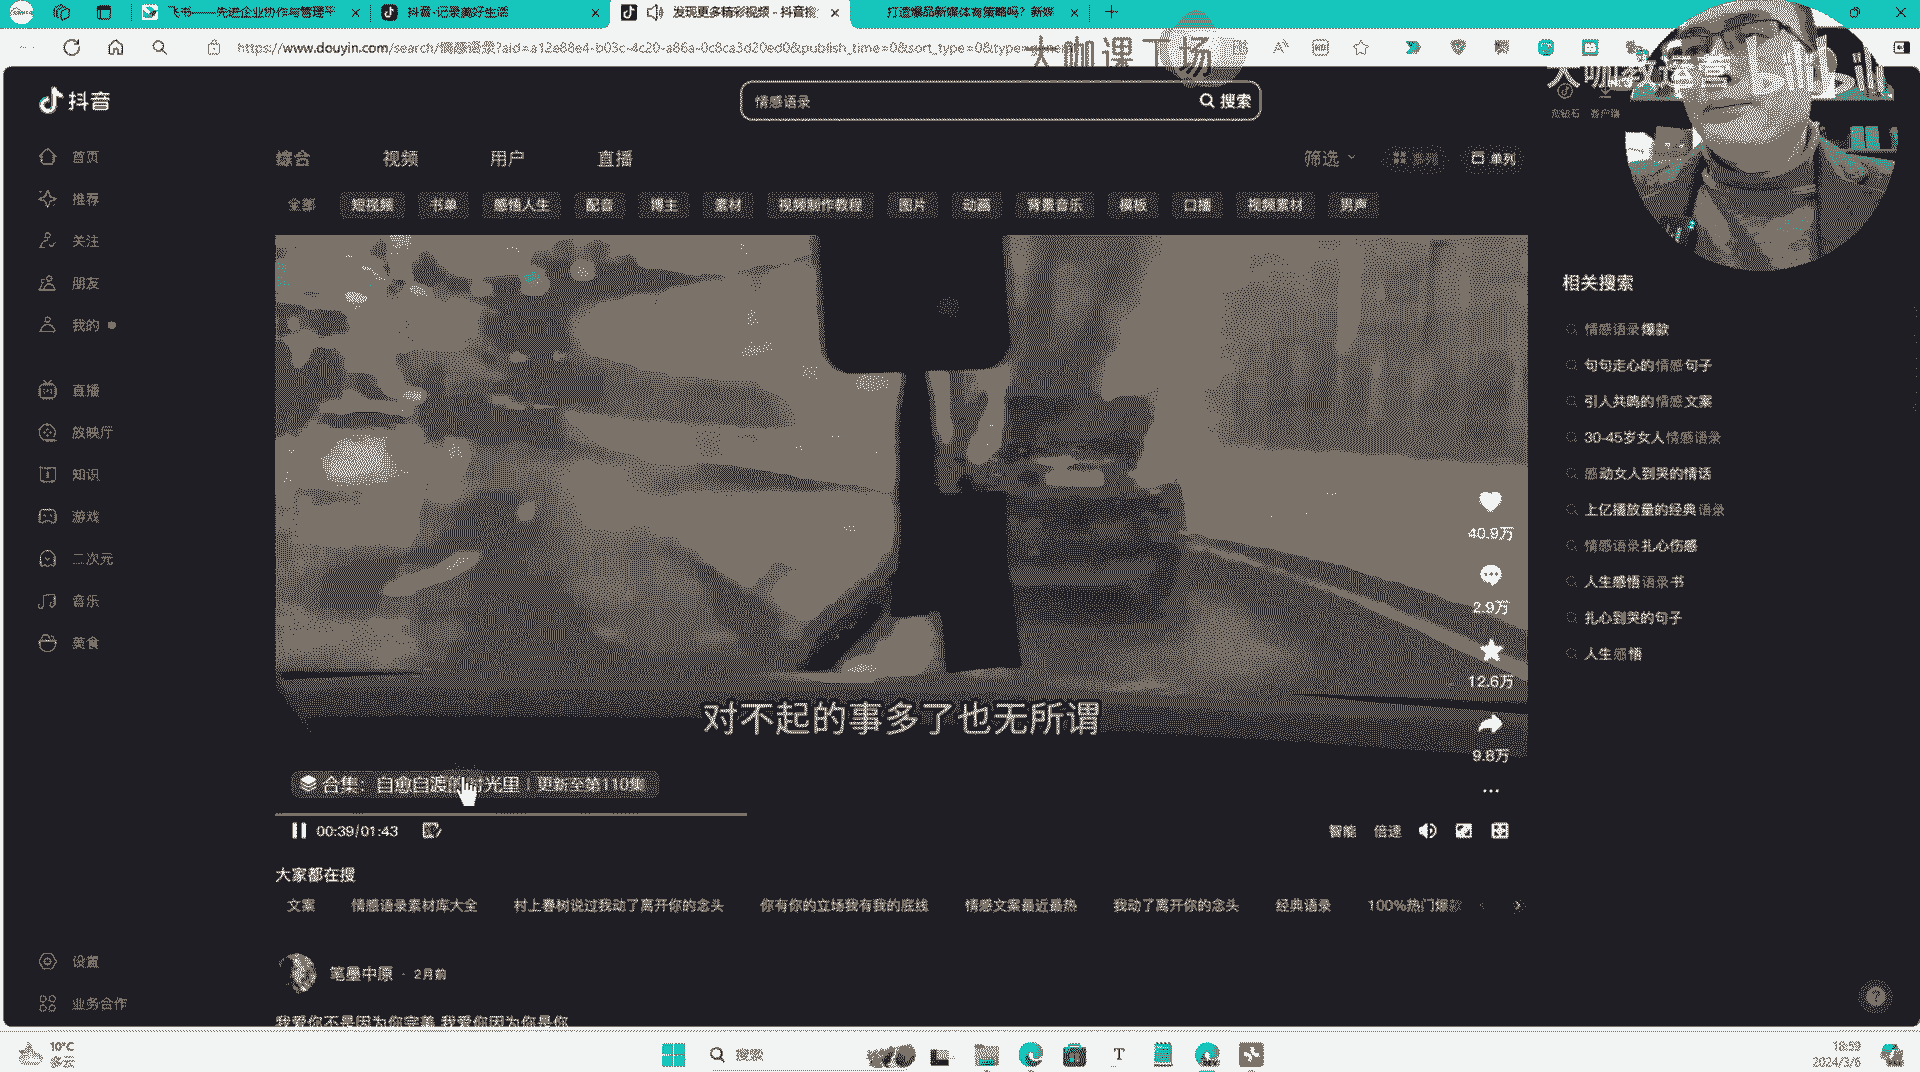 飞书——先进企业协作与管理平
抖音-记录美好生活
发现更多精彩视频 - 抖音搜
打造爆品新媒体有策略吗？新媒
https://www.douyin.com/search/情感语录?aid=a12e88e4-b03c-4c20-a86a-0c8ca3d20ed0&publish_time=0&sort_type=0&type=
大咖课工场
大咖教运营 bilibili
抖音
情感语录
搜索
客户端
首页
推荐
关注
朋友
我的
直播
放映厅
知识
游戏
二次元
音乐
美食
设置
业务合作
综合 视频 用户 直播
筛选 多列 单列
全部 短视频 书单 感悟人生 配音 博主 素材 视频制作教程 图片 动画 背景音乐 模板 口播 视频素材 男声
40.9万
2.9万
12.6万
9.8万
对不起的事多了也无所谓
合集：自愈自渡的时光里 | 更新至第110集
00:39/01:43
智能 倍速
相关搜索
情感语录爆款
句句走心的情感句子
引人共鸣的情感文案
30-45岁女人情感语录
感动女人到哭的情话
上亿播放量的经典语录
情感语录扎心伤感
人生感悟语录书
扎心到哭的句子
人生感悟
大家都在搜
文案 情感语录素材库大全 村上春树说过我动了离开你的念头 你有你的立场我有我的底线 情感文案最近最热 我动了离开你的念头 经典语录 100%热门爆款
笔墨中原 · 2月前
我爱你不是因为你完美 我爱你因为你是你
10°C
多云
搜索
18:59
2024/3/6